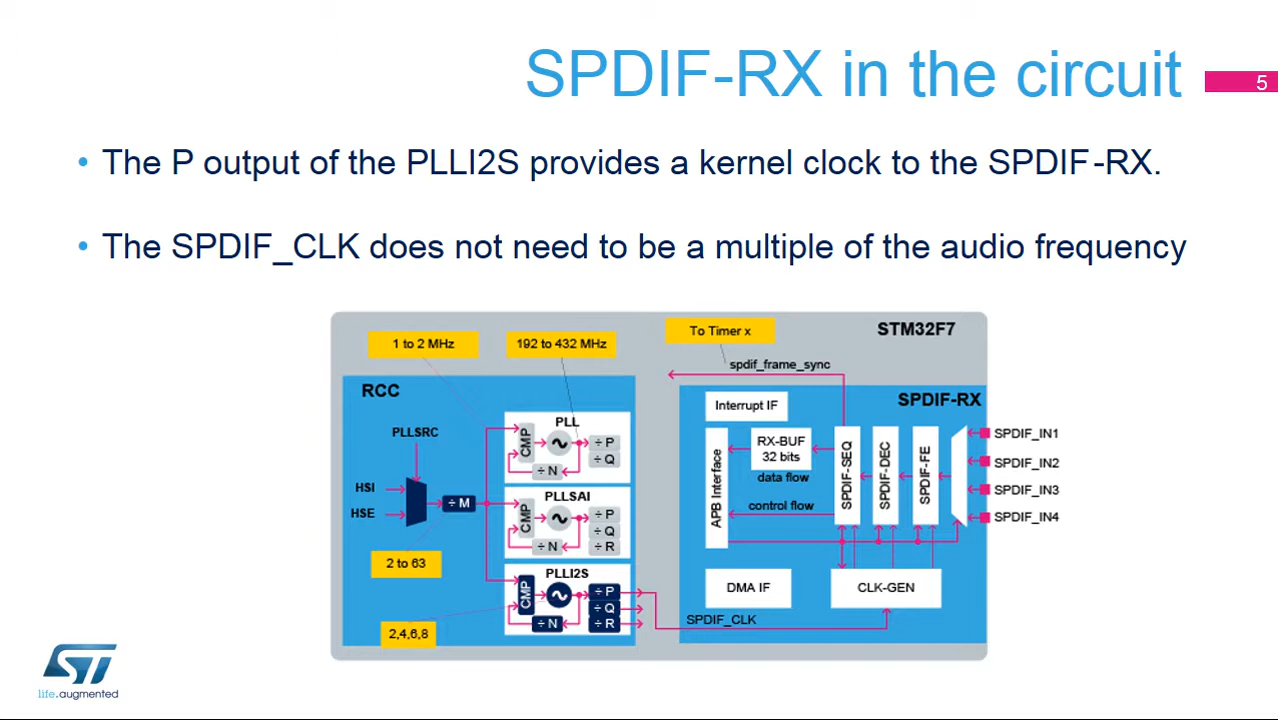 SPDIF-RX in the circuit
5
• The P output of the PLLI2S provides a kernel clock to the SPDIF-RX.
• The SPDIF_CLK does not need to be a multiple of the audio frequency
1 to 2 MHz
192 to 432 MHz
To Timer x
STM32F7
spdif_frame_sync
RCC
SPDIF-RX
PLLSRC
HSI
HSE
÷ M
2 to 63
PLL
CMP
÷ P
÷ Q
÷ N
PLLSAI
CMP
÷ P
÷ Q
÷ R
÷ N
PLLI2S
CMP
÷ P
÷ Q
÷ R
÷ N
2,4,6,8
Interrupt IF
APB Interface
RX-BUF
32 bits
data flow
control flow
SPDIF-SEQ
SPDIF-DEC
SPDIF-FE
SPDIF_IN1
SPDIF_IN2
SPDIF_IN3
SPDIF_IN4
DMA IF
CLK-GEN
SPDIF_CLK
ST
life.augmented